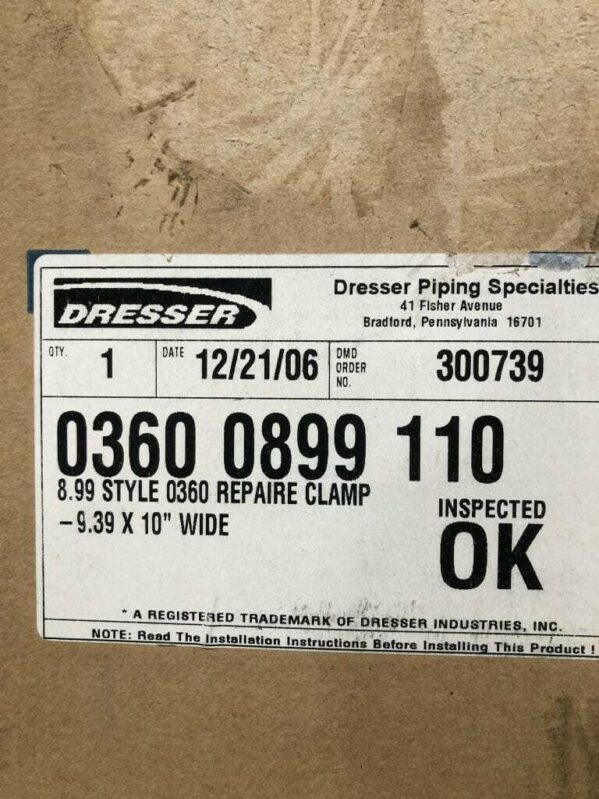 DRESSER
Dresser Piping Specialties
41 Fisher Avenue
Bradford, Pennsylvania 16701
QTY. 1
DATE 12/21/06
DMD ORDER NO. 300739
0360 0899 110
8.99 STYLE 0360 REPAIRE CLAMP
– 9.39 X 10" WIDE
INSPECTED
OK
* A REGISTERED TRADEMARK OF DRESSER INDUSTRIES, INC.
NOTE: Read The Installation Instructions Before Installing This Product !